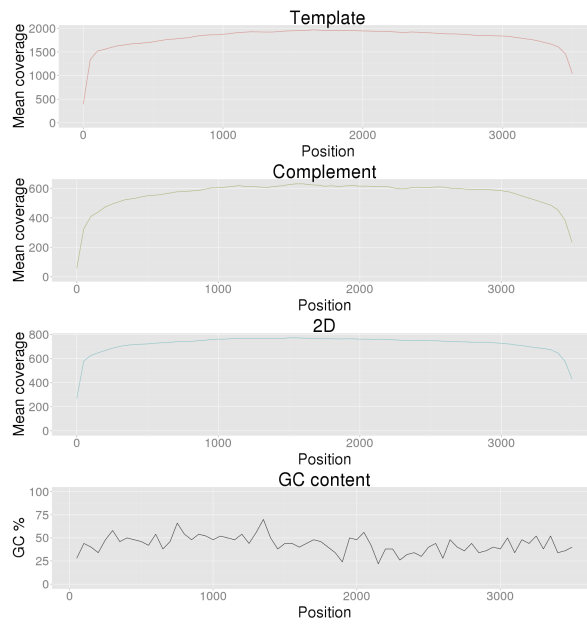 Template
2000
1500
1000
500
0
Mean coverage
0 1000 2000 3000
Position
Complement
600
400
200
0
Mean coverage
0 1000 2000 3000
Position
2D
800
600
400
200
0
Mean coverage
0 1000 2000 3000
Position
GC content
100
75
50
25
0
GC %
0 1000 2000 3000
Position